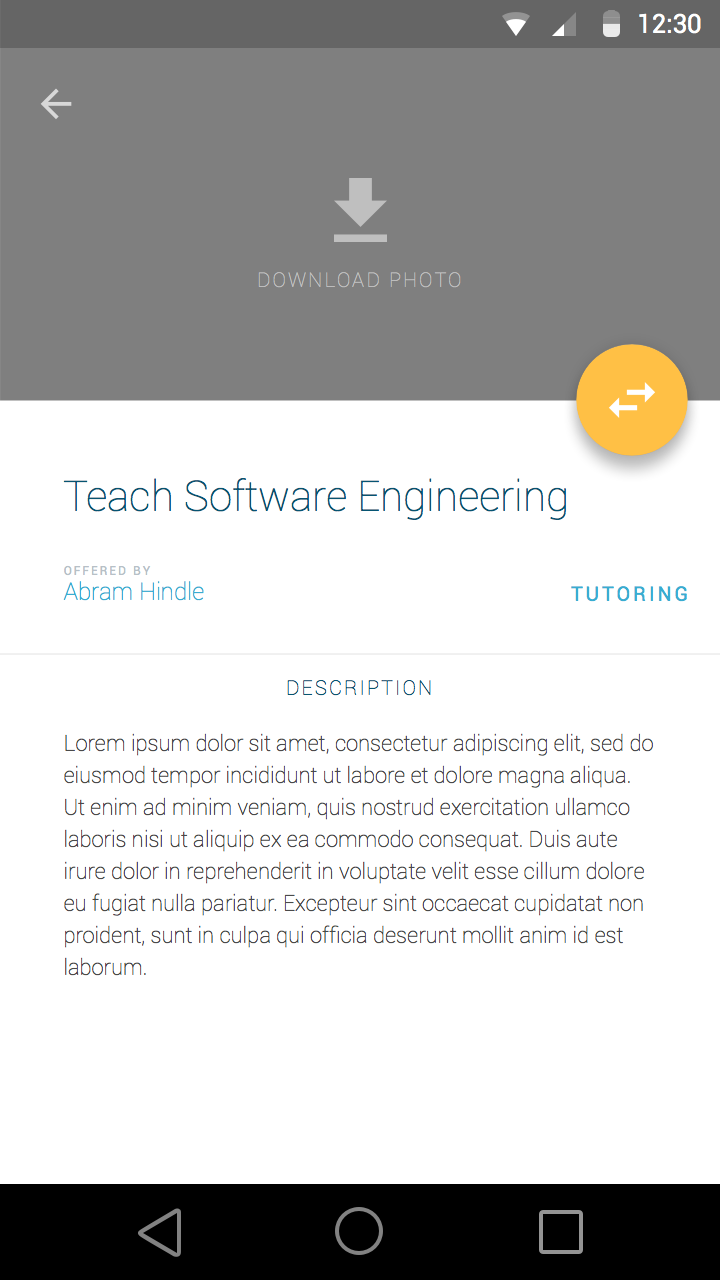 12:30
DOWNLOAD PHOTO
Teach Software Engineering
OFFERED BY
Abram Hindle
TUTORING
DESCRIPTION
Lorem ipsum dolor sit amet, consectetur adipiscing elit, sed do
eiusmod tempor incididunt ut labore et dolore magna aliqua.
Ut enim ad minim veniam, quis nostrud exercitation ullamco
laboris nisi ut aliquip ex ea commodo consequat. Duis aute
irure dolor in reprehenderit in voluptate velit esse cillum dolore
eu fugiat nulla pariatur. Excepteur sint occaecat cupidatat non
proident, sunt in culpa qui officia deserunt mollit anim id est
laborum.